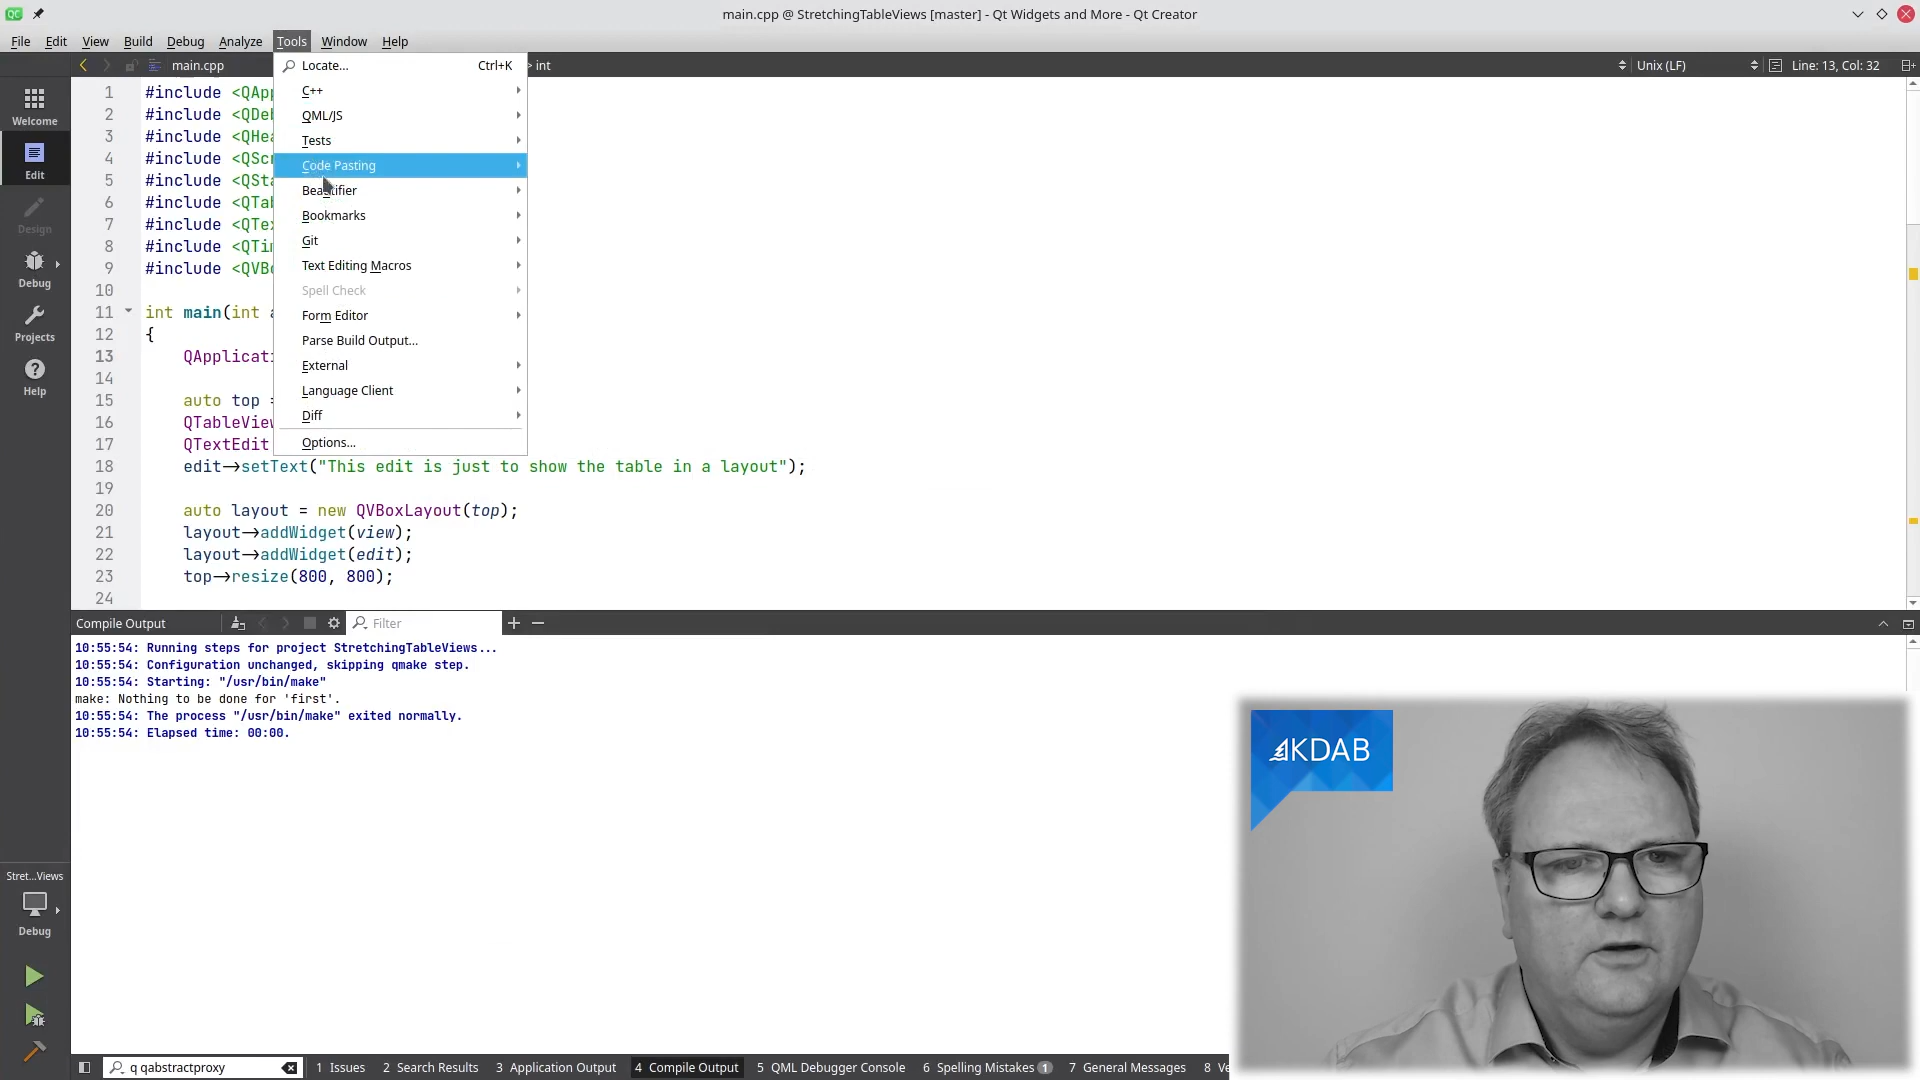 main.cpp @ StretchingTableViews [master] - Qt Widgets and More - Qt Creator
File Edit View Build Debug Analyze Tools Window Help
main.cpp
> int
Unix (LF)
Line: 13, Col: 32
Locate... Ctrl+K
C++
QML/JS
Tests
Code Pasting
Beautifier
Bookmarks
Git
Text Editing Macros
Spell Check
Form Editor
Parse Build Output...
External
Language Client
Diff
Options...
Welcome
Edit
Design
Debug
Projects
Help
1 #include <QApp
2 #include <QDeb
3 #include <QHea
4 #include <QScr
5 #include <QSta
6 #include <QTab
7 #include <QTex
8 #include <QTim
9 #include <QVBo
10
11 int main(int a
12 {
13 QApplicati
14
15 auto top =
16 QTableView
17 QTextEdit
18 edit->setText("This edit is just to show the table in a layout");
19
20 auto layout = new QVBoxLayout(top);
21 layout->addWidget(view);
22 layout->addWidget(edit);
23 top->resize(800, 800);
24
Compile Output
Filter
10:55:54: Running steps for project StretchingTableViews...
10:55:54: Configuration unchanged, skipping qmake step.
10:55:54: Starting: "/usr/bin/make"
make: Nothing to be done for 'first'.
10:55:54: The process "/usr/bin/make" exited normally.
10:55:54: Elapsed time: 00:00.
KDAB
Stret...Views
Debug
q qabstractproxy
1 Issues 2 Search Results 3 Application Output 4 Compile Output 5 QML Debugger Console 6 Spelling Mistakes 1 7 General Messages 8 Ve